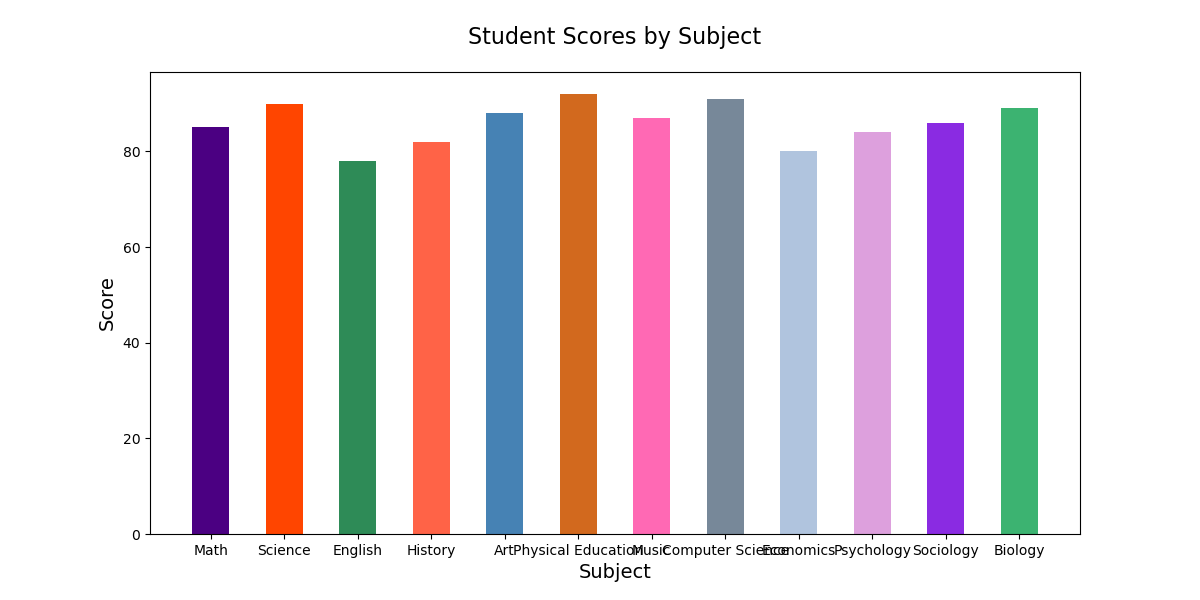 Student Scores by Subject
Score
80
60
40
20
0
Math Science English History Art Physical Education Music Computer Science Economics Psychology Sociology Biology
Subject